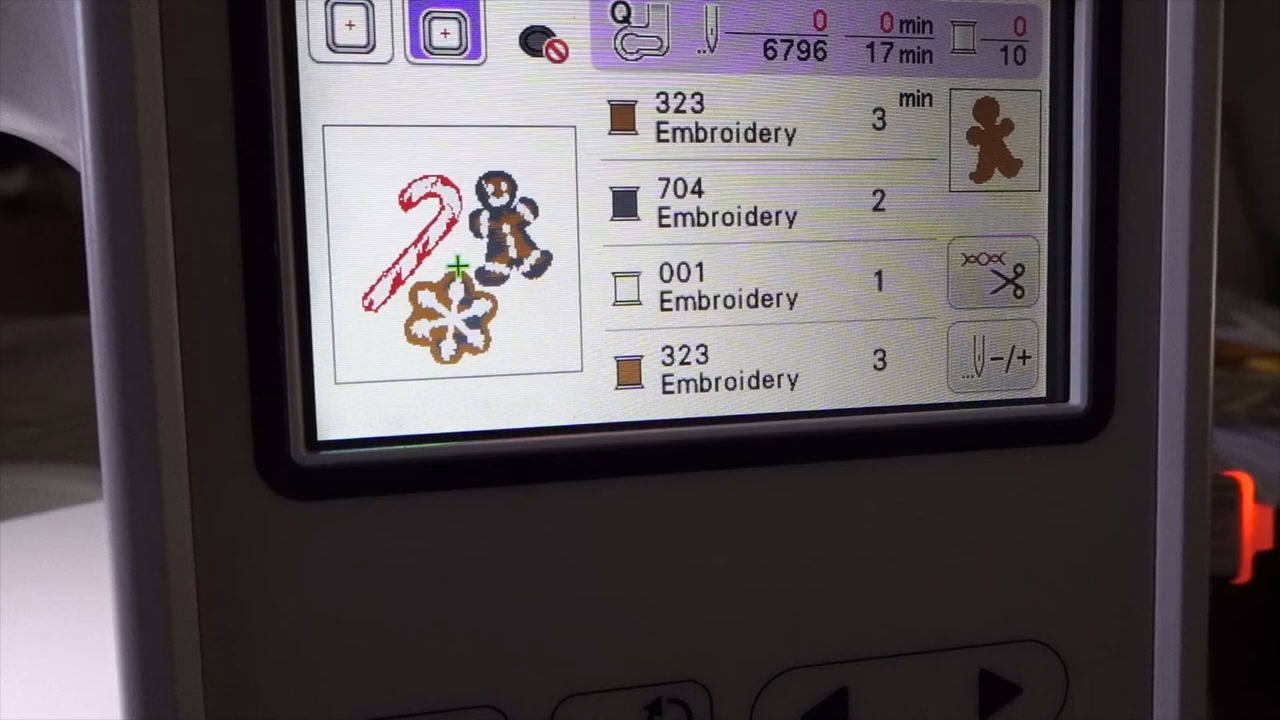 Q
0
6796
0 min
17 min
0
10
min
323
Embroidery
3
704
Embroidery
2
001
Embroidery
1
323
Embroidery
3
-/+